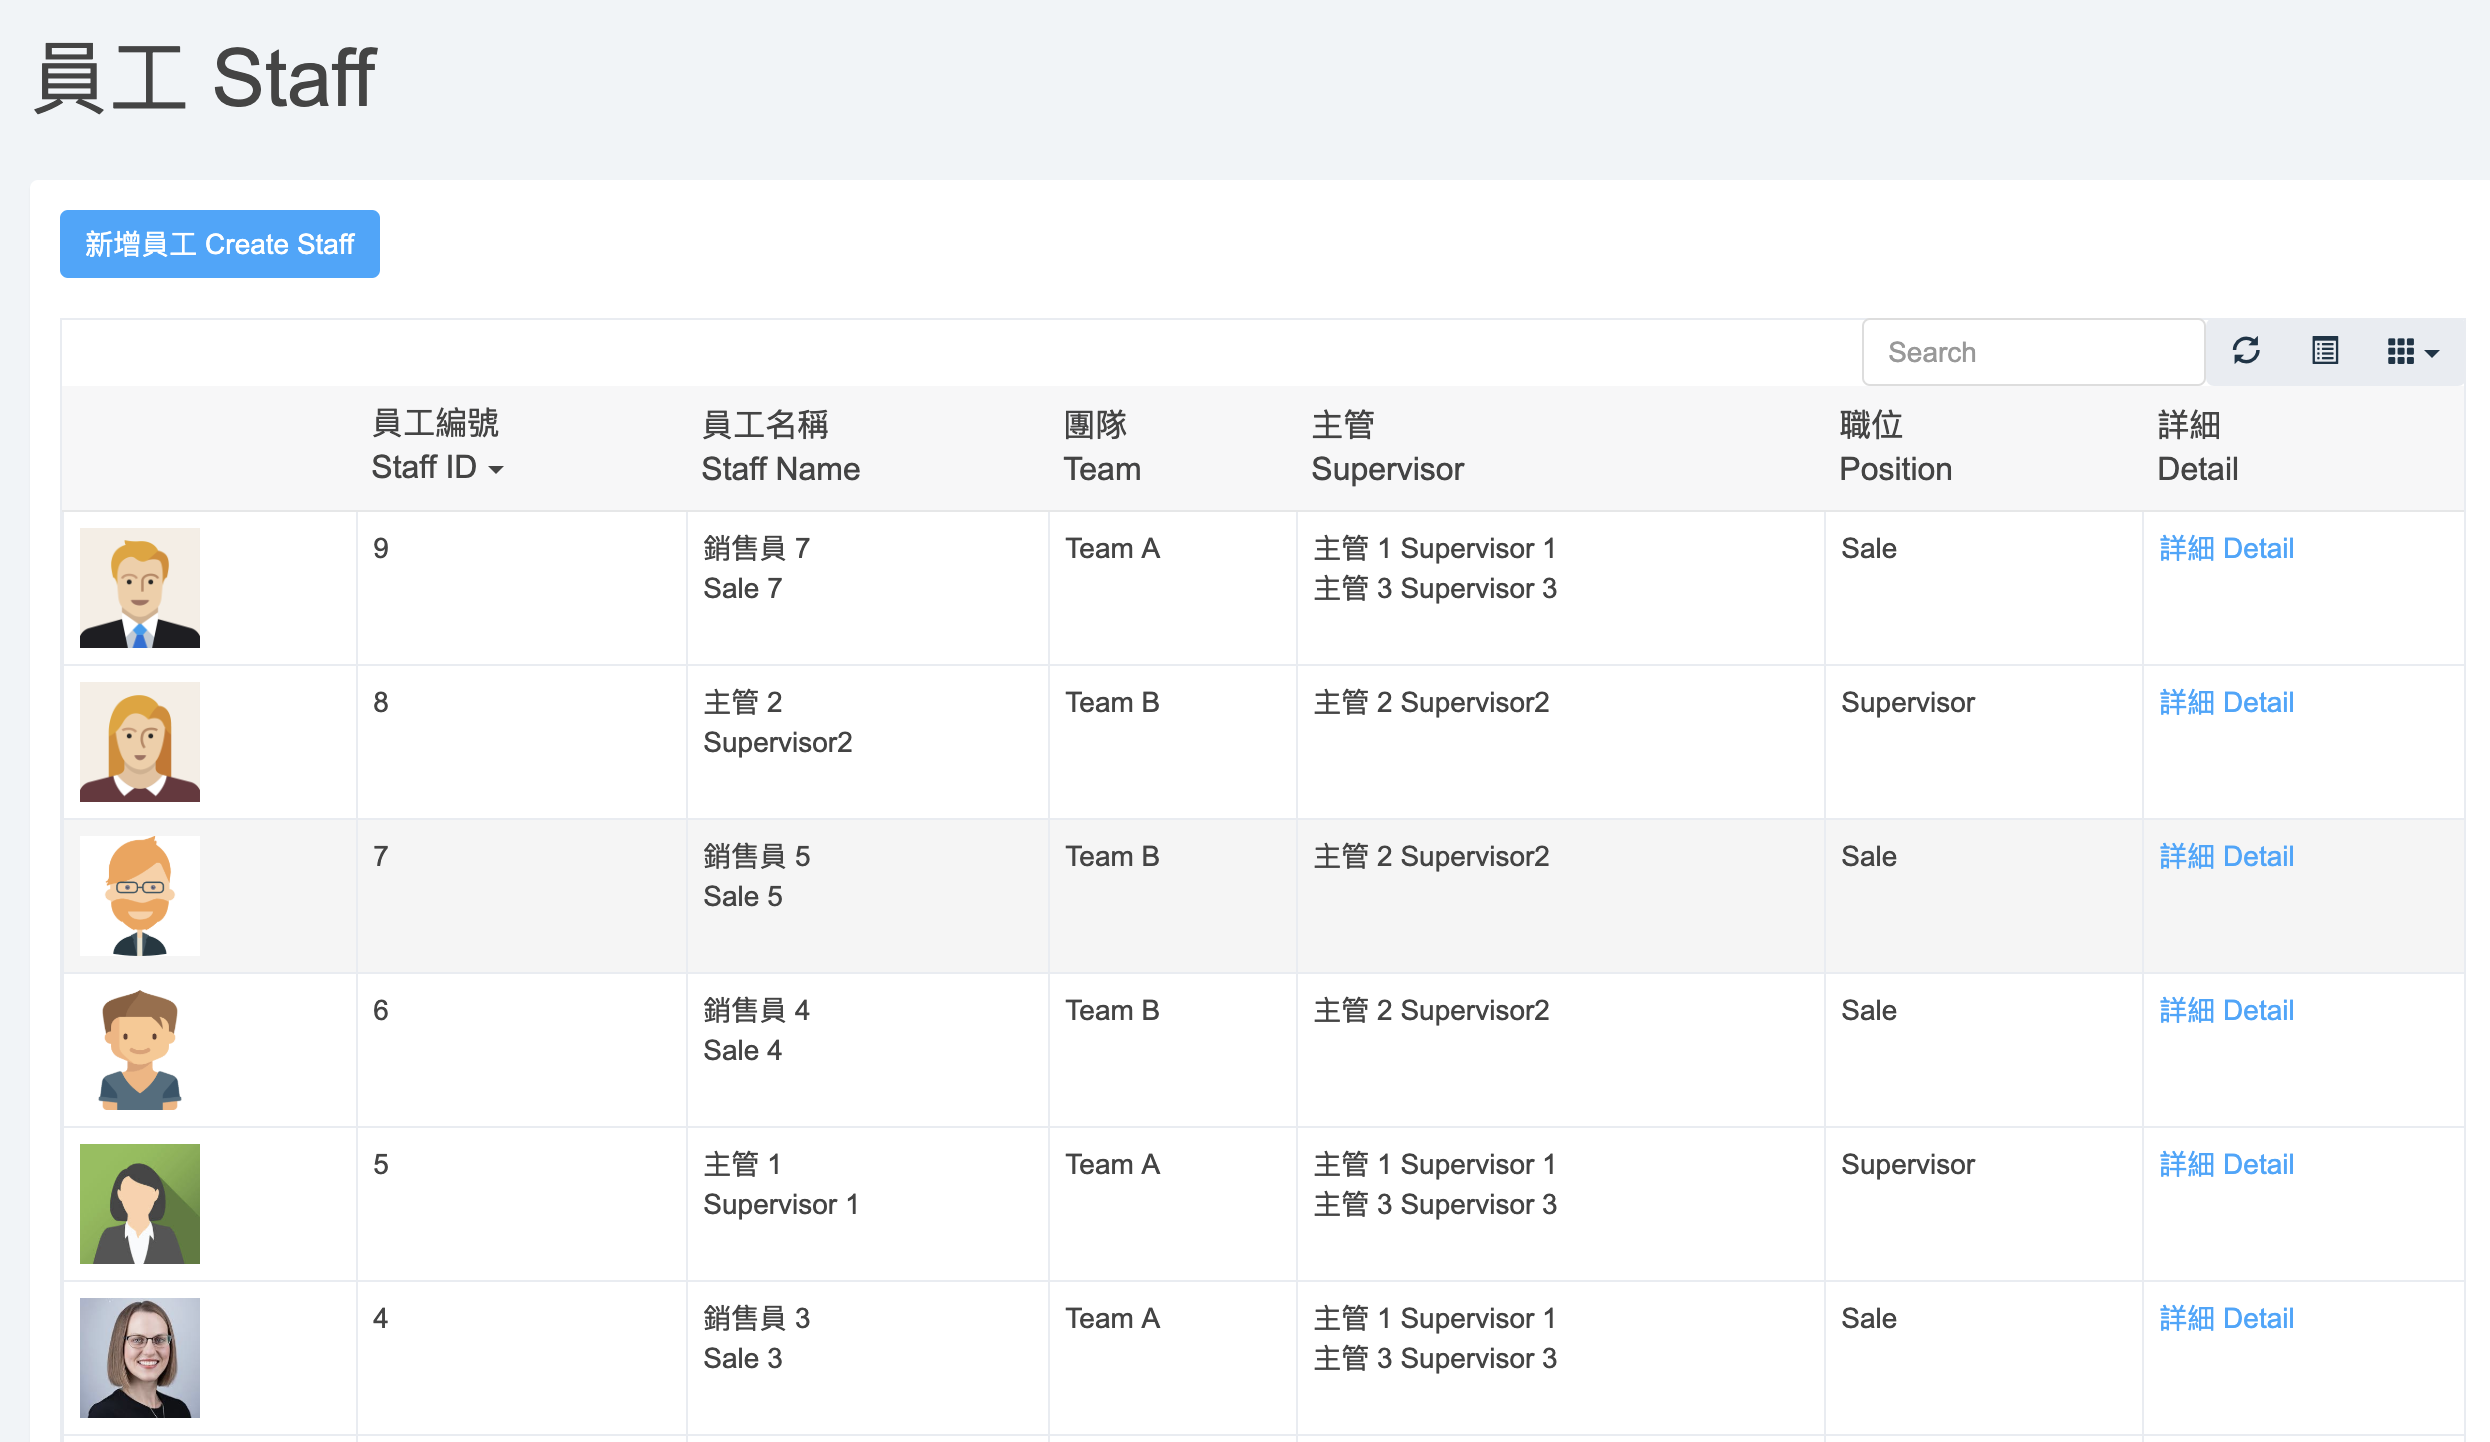 員工 Staff
新增員工 Create Staff
Search
員工編號 員工名稱 團隊 主管 職位 詳細
Staff ID Staff Name Team Supervisor Position Detail
9 銷售員 7 Team A 主管 1 Supervisor 1 Sale 詳細 Detail
Sale 7 主管 3 Supervisor 3
8 主管 2 Team B 主管 2 Supervisor2 Supervisor 詳細 Detail
Supervisor2
7 銷售員 5 Team B 主管 2 Supervisor2 Sale 詳細 Detail
Sale 5
6 銷售員 4 Team B 主管 2 Supervisor2 Sale 詳細 Detail
Sale 4
5 主管 1 Team A 主管 1 Supervisor 1 Supervisor 詳細 Detail
Supervisor 1 主管 3 Supervisor 3
4 銷售員 3 Team A 主管 1 Supervisor 1 Sale 詳細 Detail
Sale 3 主管 3 Supervisor 3